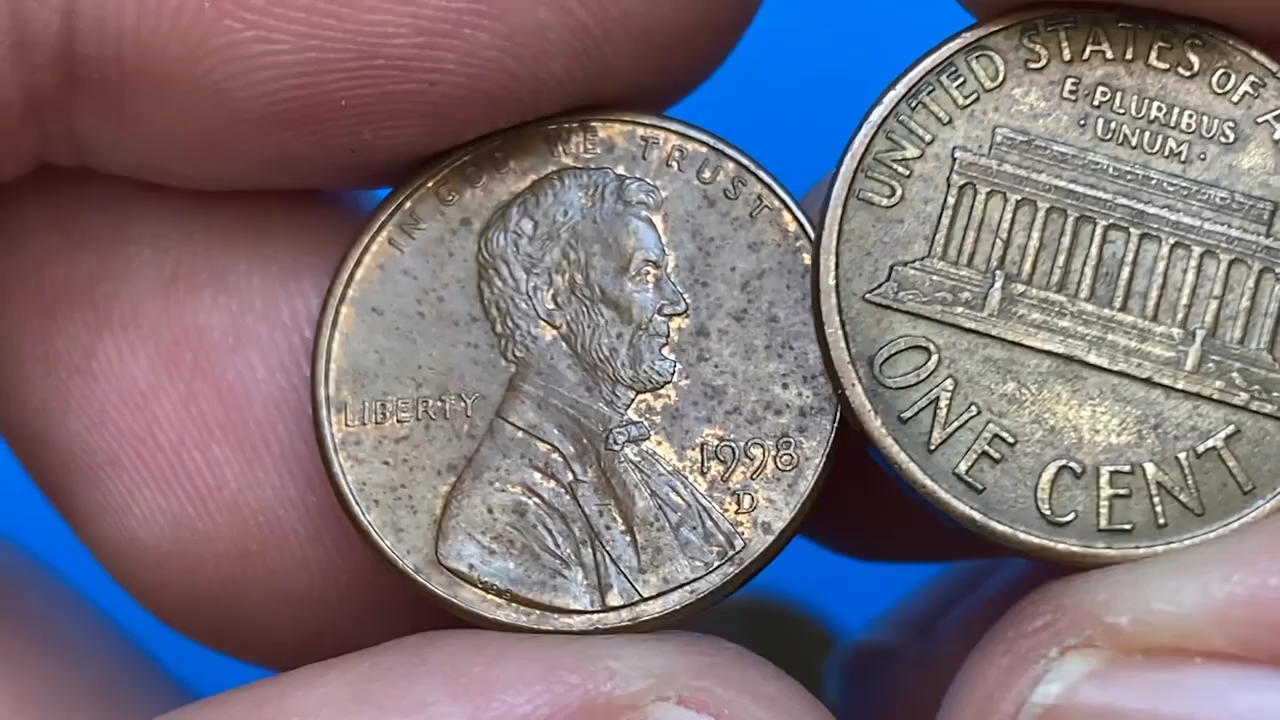 IN GOD WE TRUST
LIBERTY
1998
D
UNITED STATES OF A
E·PLURIBUS
·UNUM·
ONE CENT